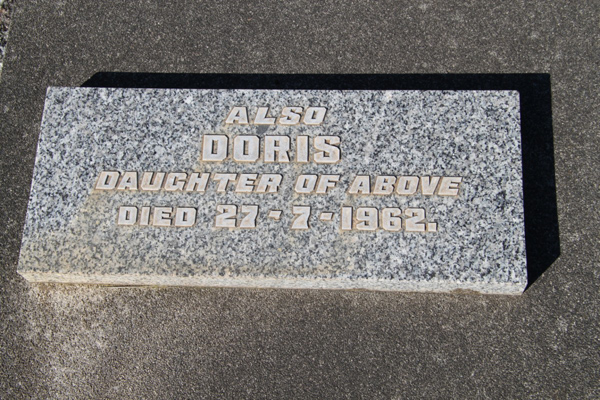 ALSO
DORIS
DAUGHTER OF ABOVE
DIED 27-7-1962.